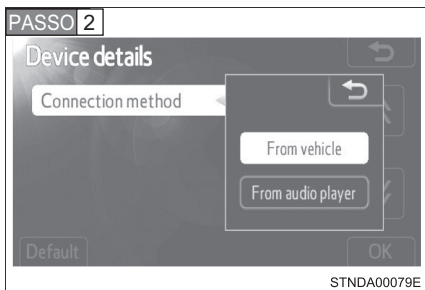 PASSO 2
Device details
Connection method
From vehicle
From audio player
Default
OK
STNDA00079E